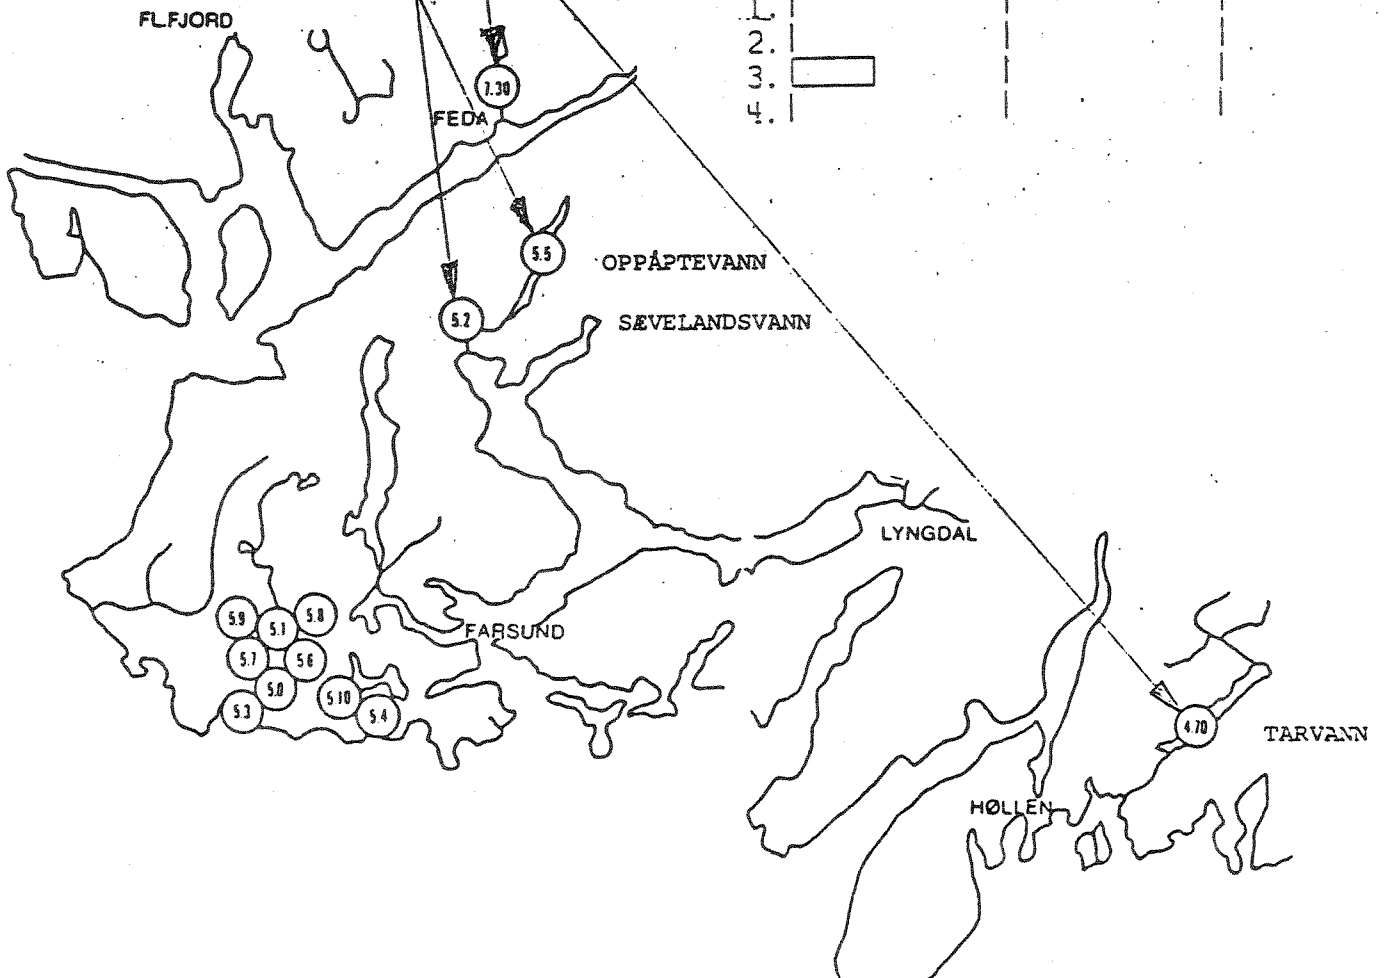 1.
FLFJORD
2.
3.
7.30
4.
FEDA
5.5
OPPÅPTEVANN
5.2
SÆVELANDSVANN
LYNGDAL
5.9
5.1
5.8
FARSUND
5.7
5.6
5.0
5.10
5.3
5.4
4.70
TARVANN
HØLLEN